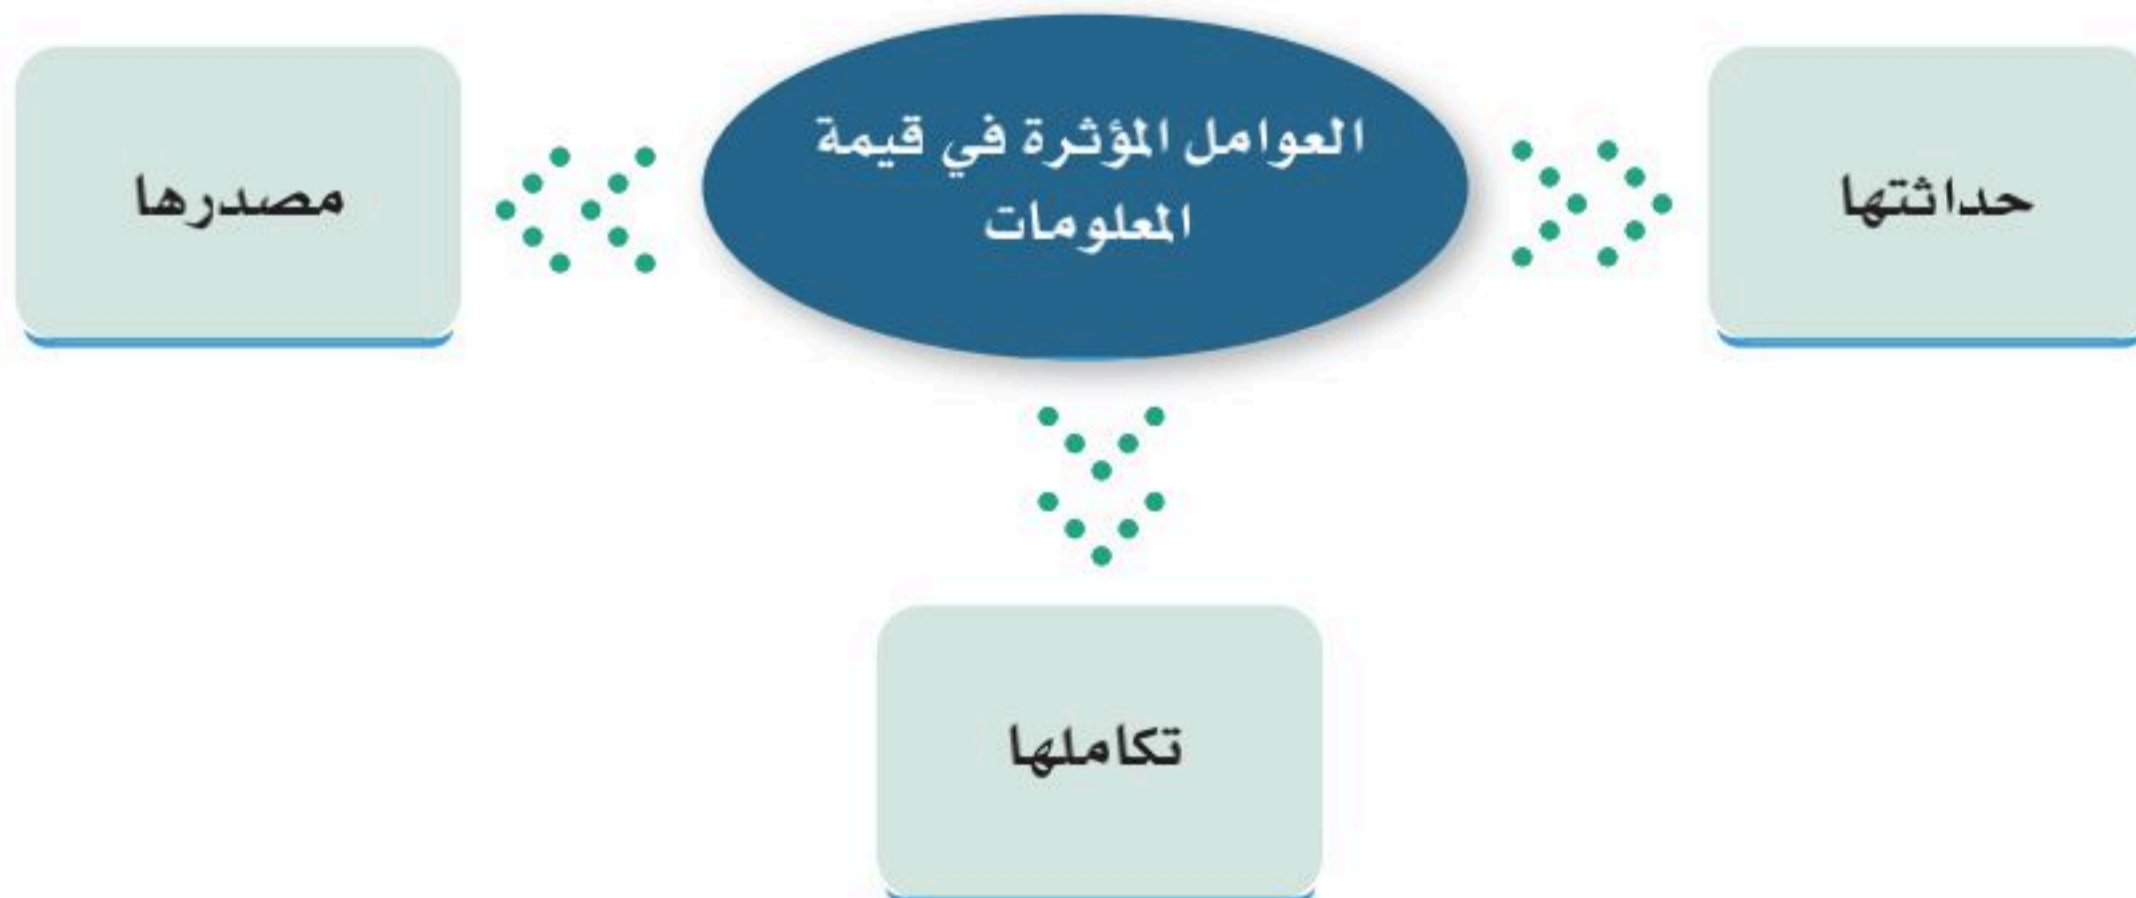 العوامل المؤثرة في قيمة
المعلومات
حداثتها
مصدرها
تكاملها